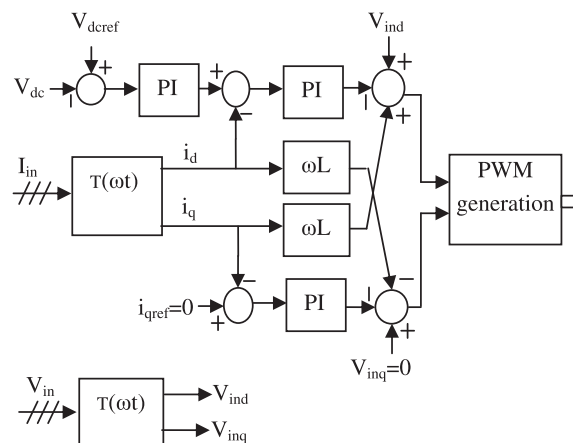 V_dcref
V_ind
+
+
+
V_dc
PI
PI
−
+
i_d
I_in
T(ωt)
ωL
PWM
generation
i_q
ωL
−
−
i_qref=0
PI
+
+
V_inq=0
V_in
T(ωt)
V_ind
V_inq